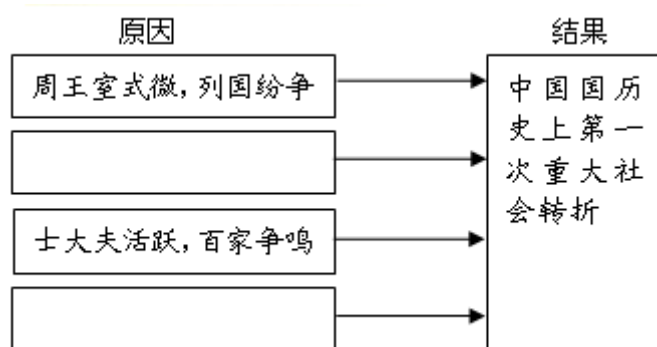 原因
结果
周王室式微，列国纷争
士大夫活跃，百家争鸣
中国国历
史上第一
次重大社
会转折